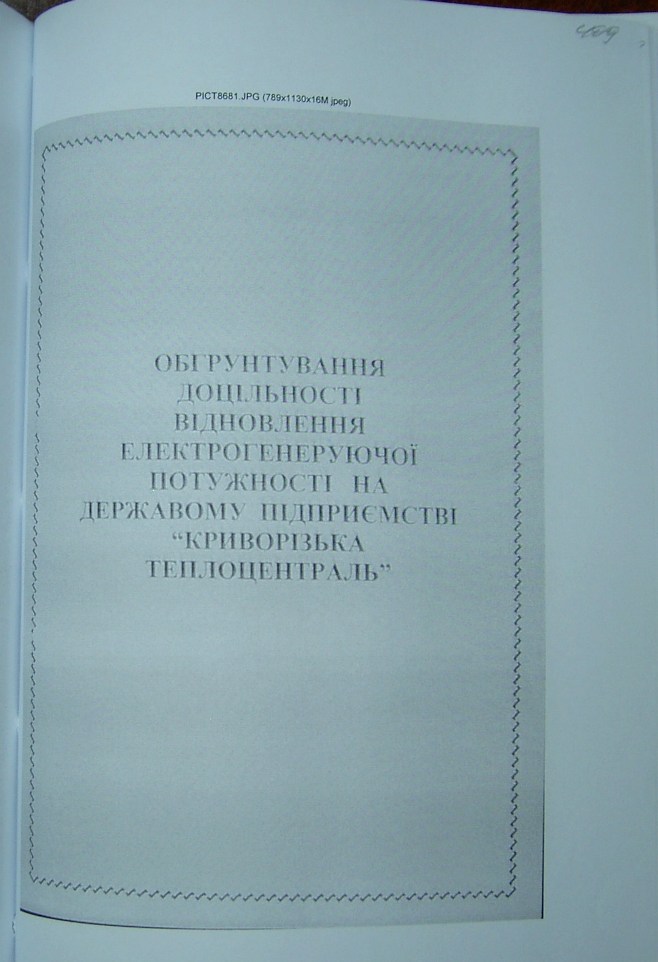 PICT8681.JPG (789x1130x16M jpeg)
ОБГРУНТУВАННЯ
ДОЦІЛЬНОСТІ
ВІДНОВЛЕННЯ
ЕЛЕКТРОГЕНЕРУЮЧОЇ
ПОТУЖНОСТІ НА
ДЕРЖАВОМУ ПІДПРИЄМСТВІ
“КРИВОРІЗЬКА
ТЕПЛОЦЕНТРАЛЬ”